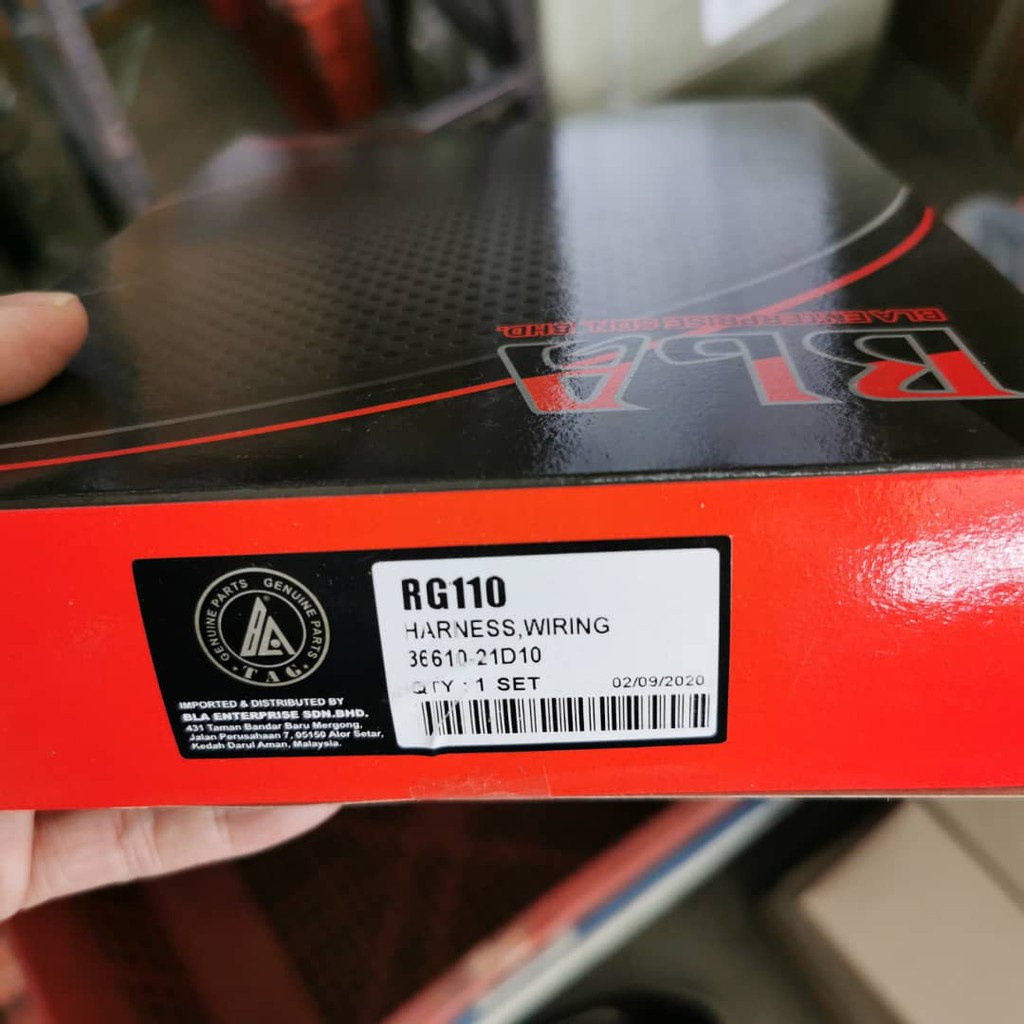 BLA ENTERPRISE SDN. BHD.
BLA
GENUINE PARTS GENUINE PARTS
BLA
• TAG •
IMPORTED & DISTRIBUTED BY
BLA ENTERPRISE SDN.BHD.
431 Taman Bandar Baru Mergong,
Jalan Perusahaan 7, 05150 Alor Setar,
Kedah Darul Aman, Malaysia.
RG110
HARNESS,WIRING
36610-21D10
QTY : 1 SET 02/09/2020